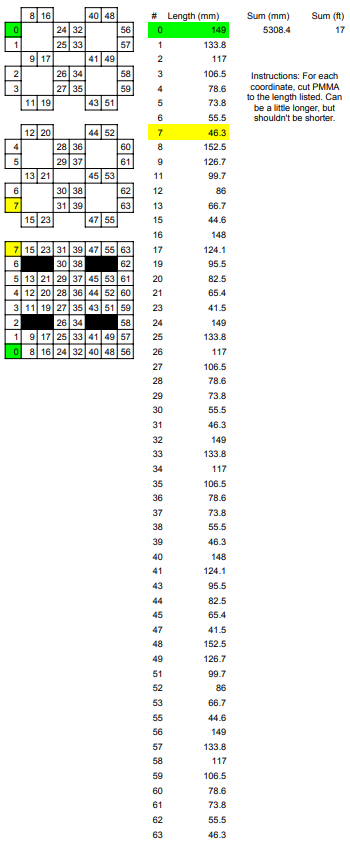 8 16 40 48
0 24 32 56
1 25 33 57
9 17 41 49
2 26 34 58
3 27 35 59
11 19 43 51
12 20 44 52
4 28 36 60
5 29 37 61
13 21 45 53
6 30 38 62
7 31 39 63
15 23 47 55
7 15 23 31 39 47 55 63
6 30 38 62
5 13 21 29 37 45 53 61
4 12 20 28 36 44 52 60
3 11 19 27 35 43 51 59
2 26 34 58
1 9 17 25 33 41 49 57
0 8 16 24 32 40 48 56
# Length (mm) Sum (mm) Sum (ft)
0 149 5308.4 17
1 133.8
2 117
3 106.5
4 78.6
5 73.8
6 55.5
7 46.3
8 152.5
9 126.7
11 99.7
12 86
13 66.7
15 44.6
16 148
17 124.1
19 95.5
20 82.5
21 65.4
23 41.5
24 149
25 133.8
26 117
27 106.5
28 78.6
29 73.8
30 55.5
31 46.3
32 149
33 133.8
34 117
35 106.5
36 78.6
37 73.8
38 55.5
39 46.3
40 148
41 124.1
43 95.5
44 82.5
45 65.4
47 41.5
48 152.5
49 126.7
51 99.7
52 86
53 66.7
55 44.6
56 149
57 133.8
58 117
59 106.5
60 78.6
61 73.8
62 55.5
63 46.3
Instructions: For each
coordinate, cut PMMA
to the length listed. Can
be a little longer, but
shouldn't be shorter.